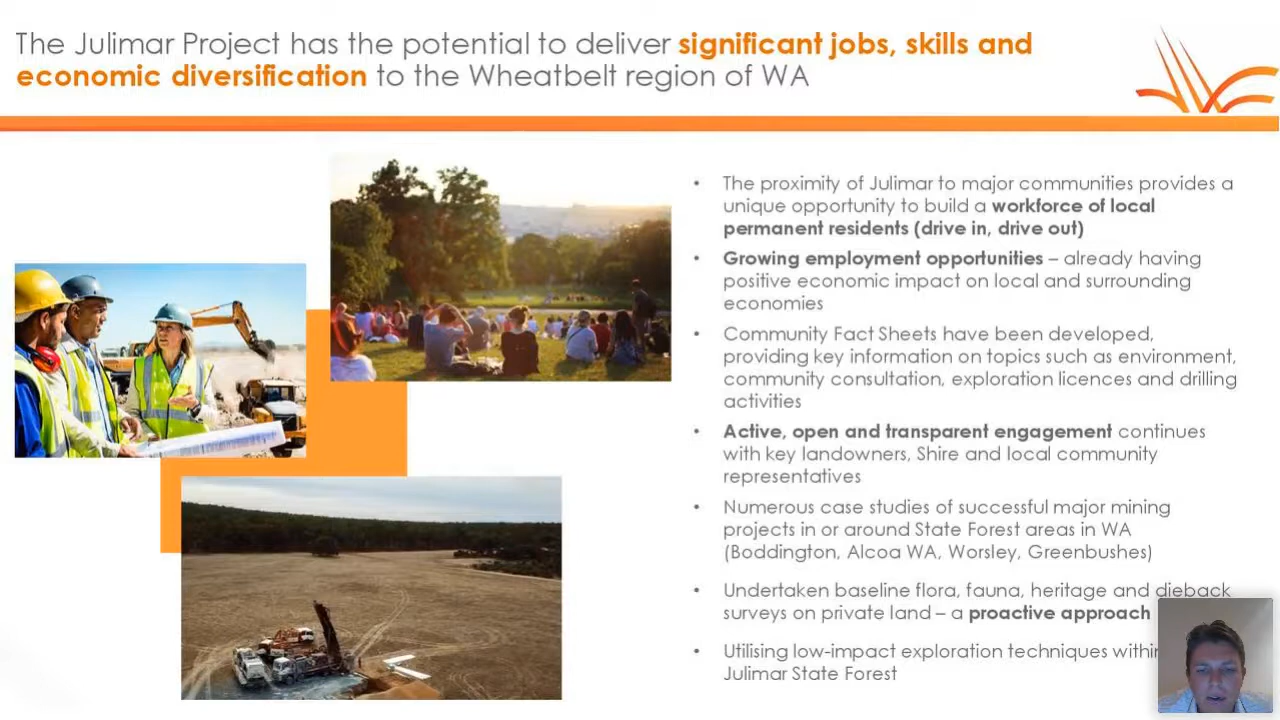 The Julimar Project has the potential to deliver significant jobs, skills and
economic diversification to the Wheatbelt region of WA
• The proximity of Julimar to major communities provides a
unique opportunity to build a workforce of local
permanent residents (drive in, drive out)
• Growing employment opportunities – already having
positive economic impact on local and surrounding
economies
• Community Fact Sheets have been developed,
providing key information on topics such as environment,
community consultation, exploration licences and drilling
activities
• Active, open and transparent engagement continues
with key landowners, Shire and local community
representatives
• Numerous case studies of successful major mining
projects in or around State Forest areas in WA
(Boddington, Alcoa WA, Worsley, Greenbushes)
• Undertaken baseline flora, fauna, heritage and dieback
surveys on private land – a proactive approach
• Utilising low-impact exploration techniques within
Julimar State Forest